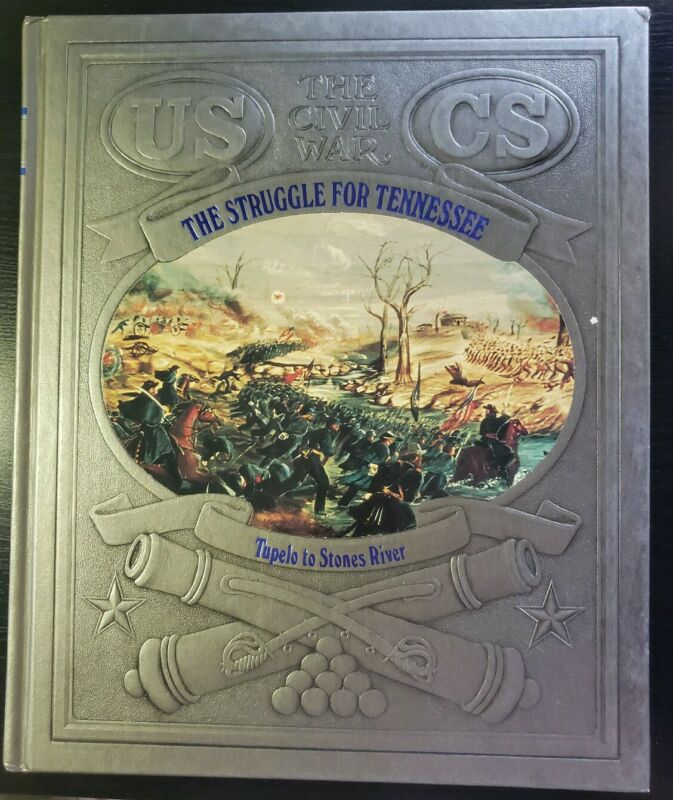 US
THE
CIVIL
WAR
CS
THE STRUGGLE FOR TENNESSEE
Tupelo to Stones River